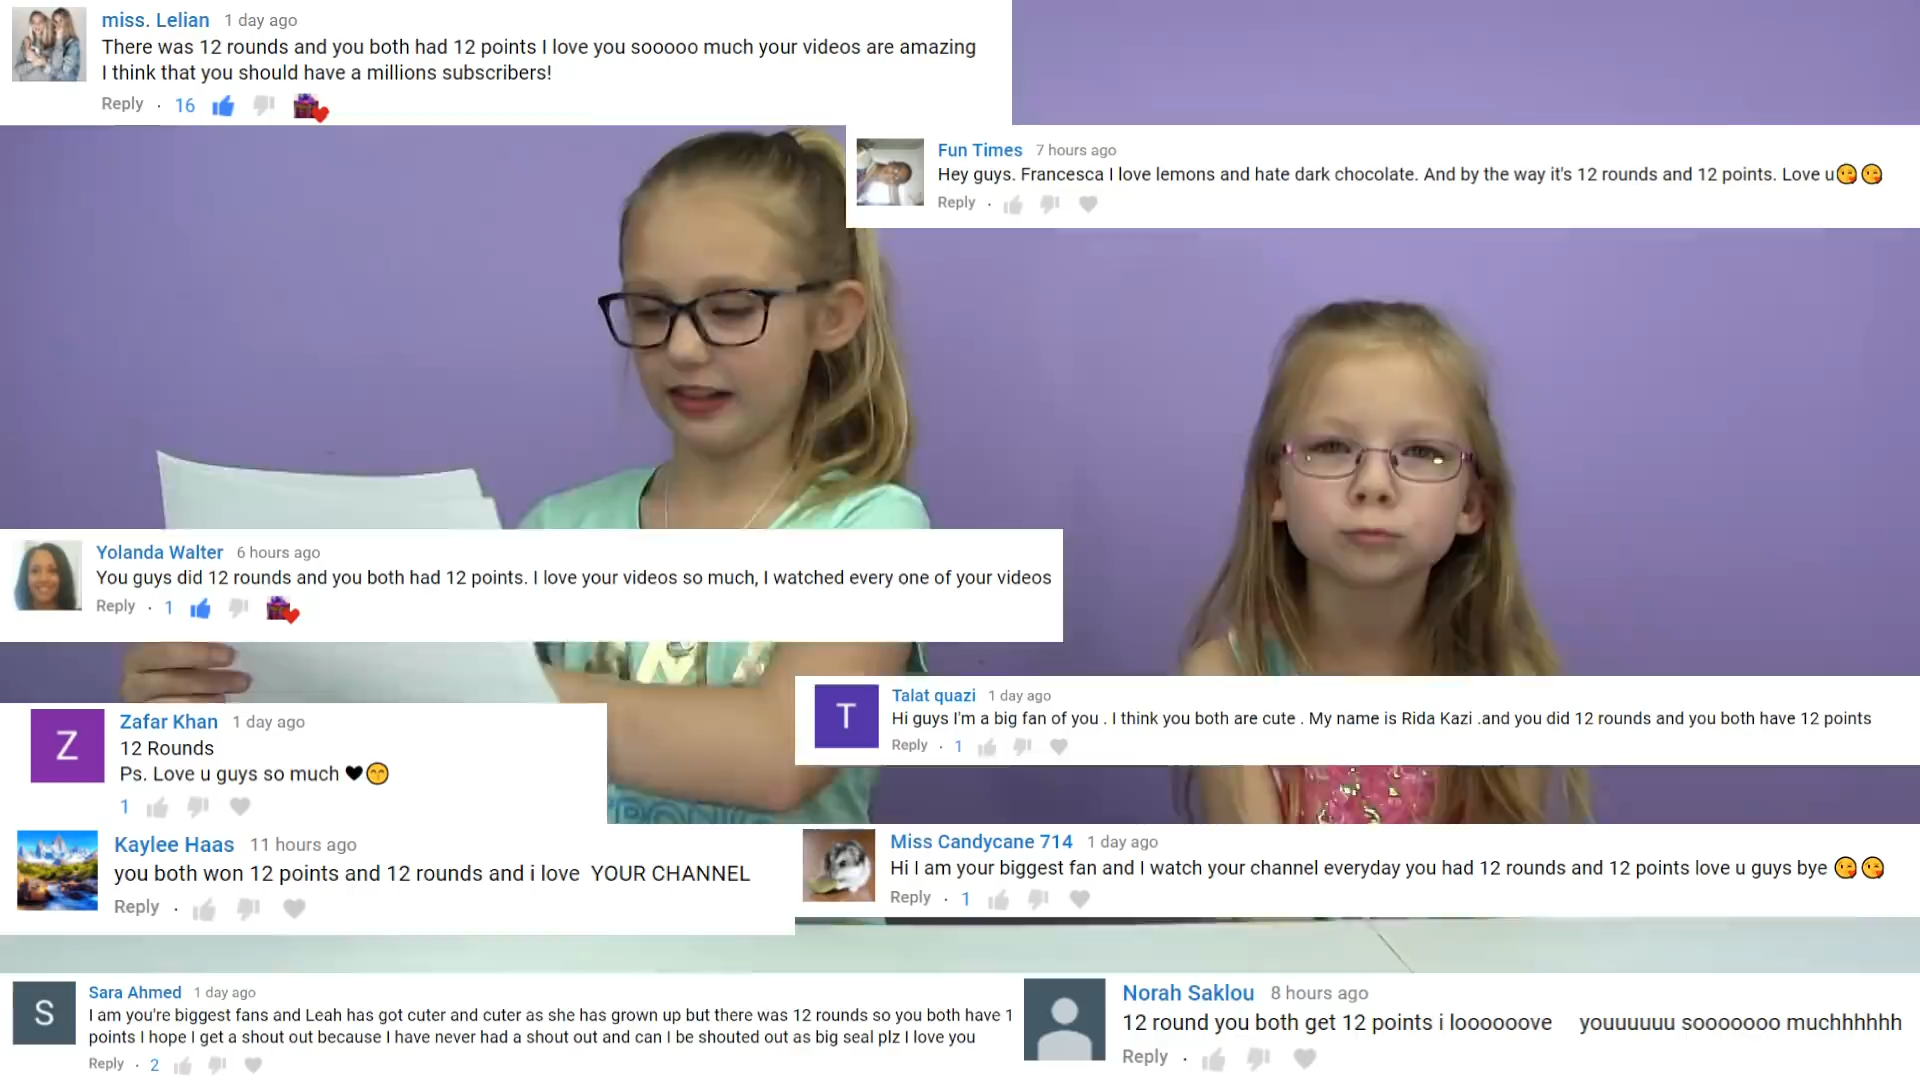 miss. Lelian 1 day ago
There was 12 rounds and you both had 12 points I love you sooooo much your videos are amazing
I think that you should have a millions subscribers!
Reply · 16
Fun Times 7 hours ago
Hey guys. Francesca I love lemons and hate dark chocolate. And by the way it's 12 rounds and 12 points. Love u😘😘
Reply ·
Yolanda Walter 6 hours ago
You guys did 12 rounds and you both had 12 points. I love your videos so much, I watched every one of your videos
Reply · 1
Talat quazi 1 day ago
T
Hi guys I'm a big fan of you . I think you both are cute . My name is Rida Kazi .and you did 12 rounds and you both have 12 points
Reply · 1
Zafar Khan 1 day ago
Z
12 Rounds
Ps. Love u guys so much ♥😁
1
Kaylee Haas 11 hours ago
you both won 12 points and 12 rounds and i love YOUR CHANNEL
Reply ·
Miss Candycane 714 1 day ago
Hi I am your biggest fan and I watch your channel everyday you had 12 rounds and 12 points love u guys bye 😘😘
Reply · 1
Sara Ahmed 1 day ago
S
I am you're biggest fans and Leah has got cuter and cuter as she has grown up but there was 12 rounds so you both have 1
points I hope I get a shout out because I have never had a shout out and can I be shouted out as big seal plz I love you
Reply · 2
Norah Saklou 8 hours ago
12 round you both get 12 points i loooooove youuuuuu sooooooo muchhhhhh
Reply ·